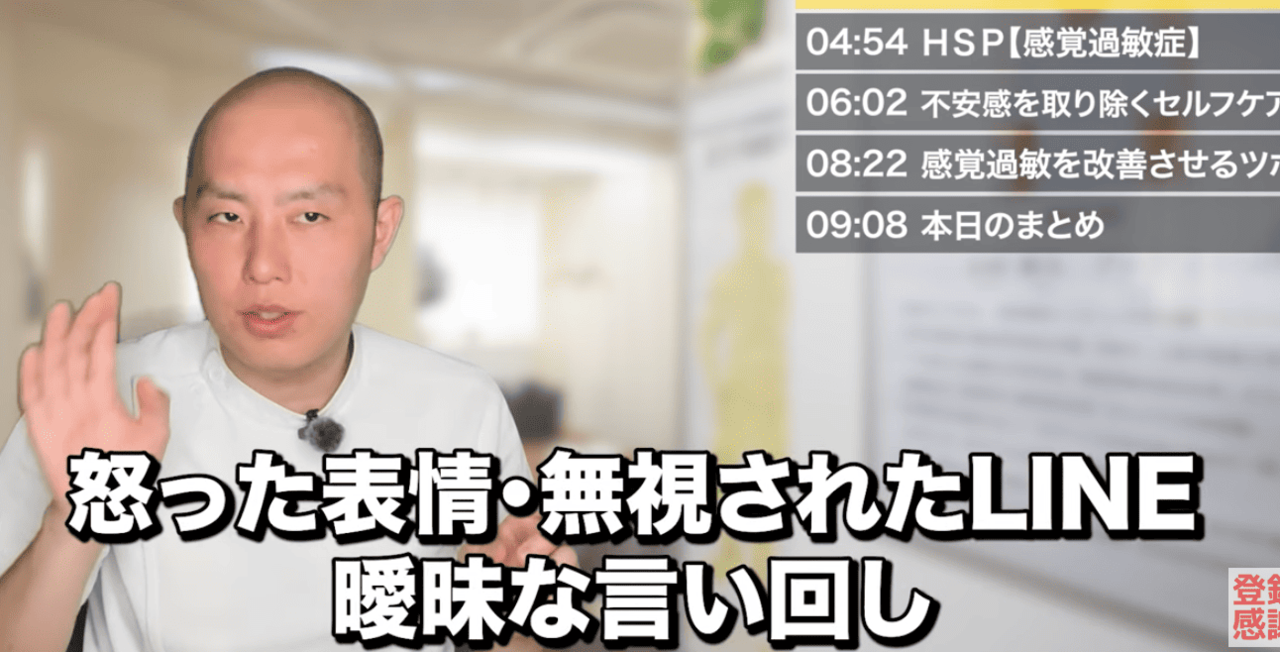 04:54 HSP【感覚過敏症】
06:02 不安感を取り除くセルフケア
08:22 感覚過敏を改善させるツボ
09:08 本日のまとめ
怒った表情・無視されたLINE
曖昧な言い回し
登録
感謝